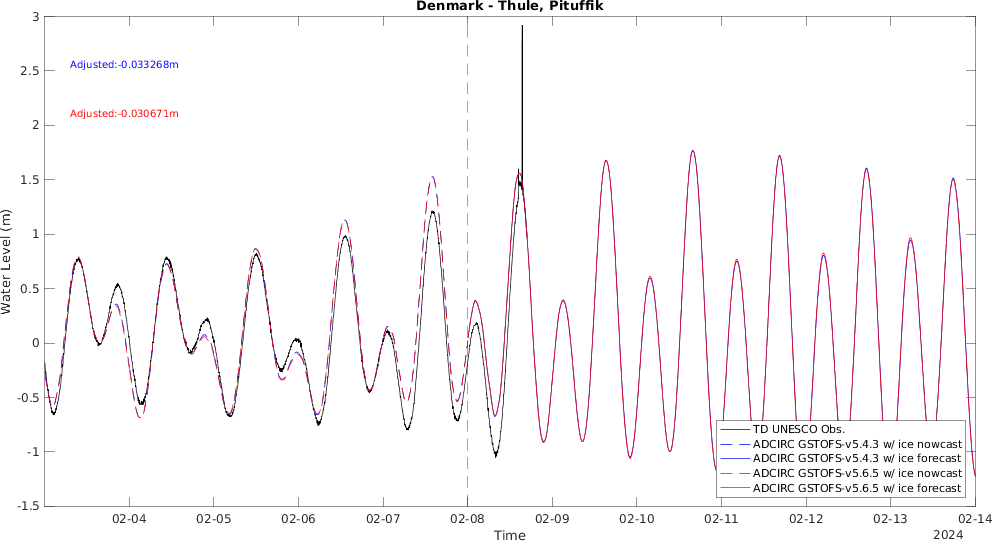 Denmark - Thule, Pituffik
3
2.5
2
1.5
1
0.5
0
-0.5
-1
-1.5
Water Level (m)
Adjusted:-0.033268m
Adjusted:-0.030671m
TD UNESCO Obs.
ADCIRC GSTOFS-v5.4.3 w/ ice nowcast
ADCIRC GSTOFS-v5.4.3 w/ ice forecast
ADCIRC GSTOFS-v5.6.5 w/ ice nowcast
ADCIRC GSTOFS-v5.6.5 w/ ice forecast
02-04 02-05 02-06 02-07 02-08 02-09 02-10 02-11 02-12 02-13 02-14
Time
2024